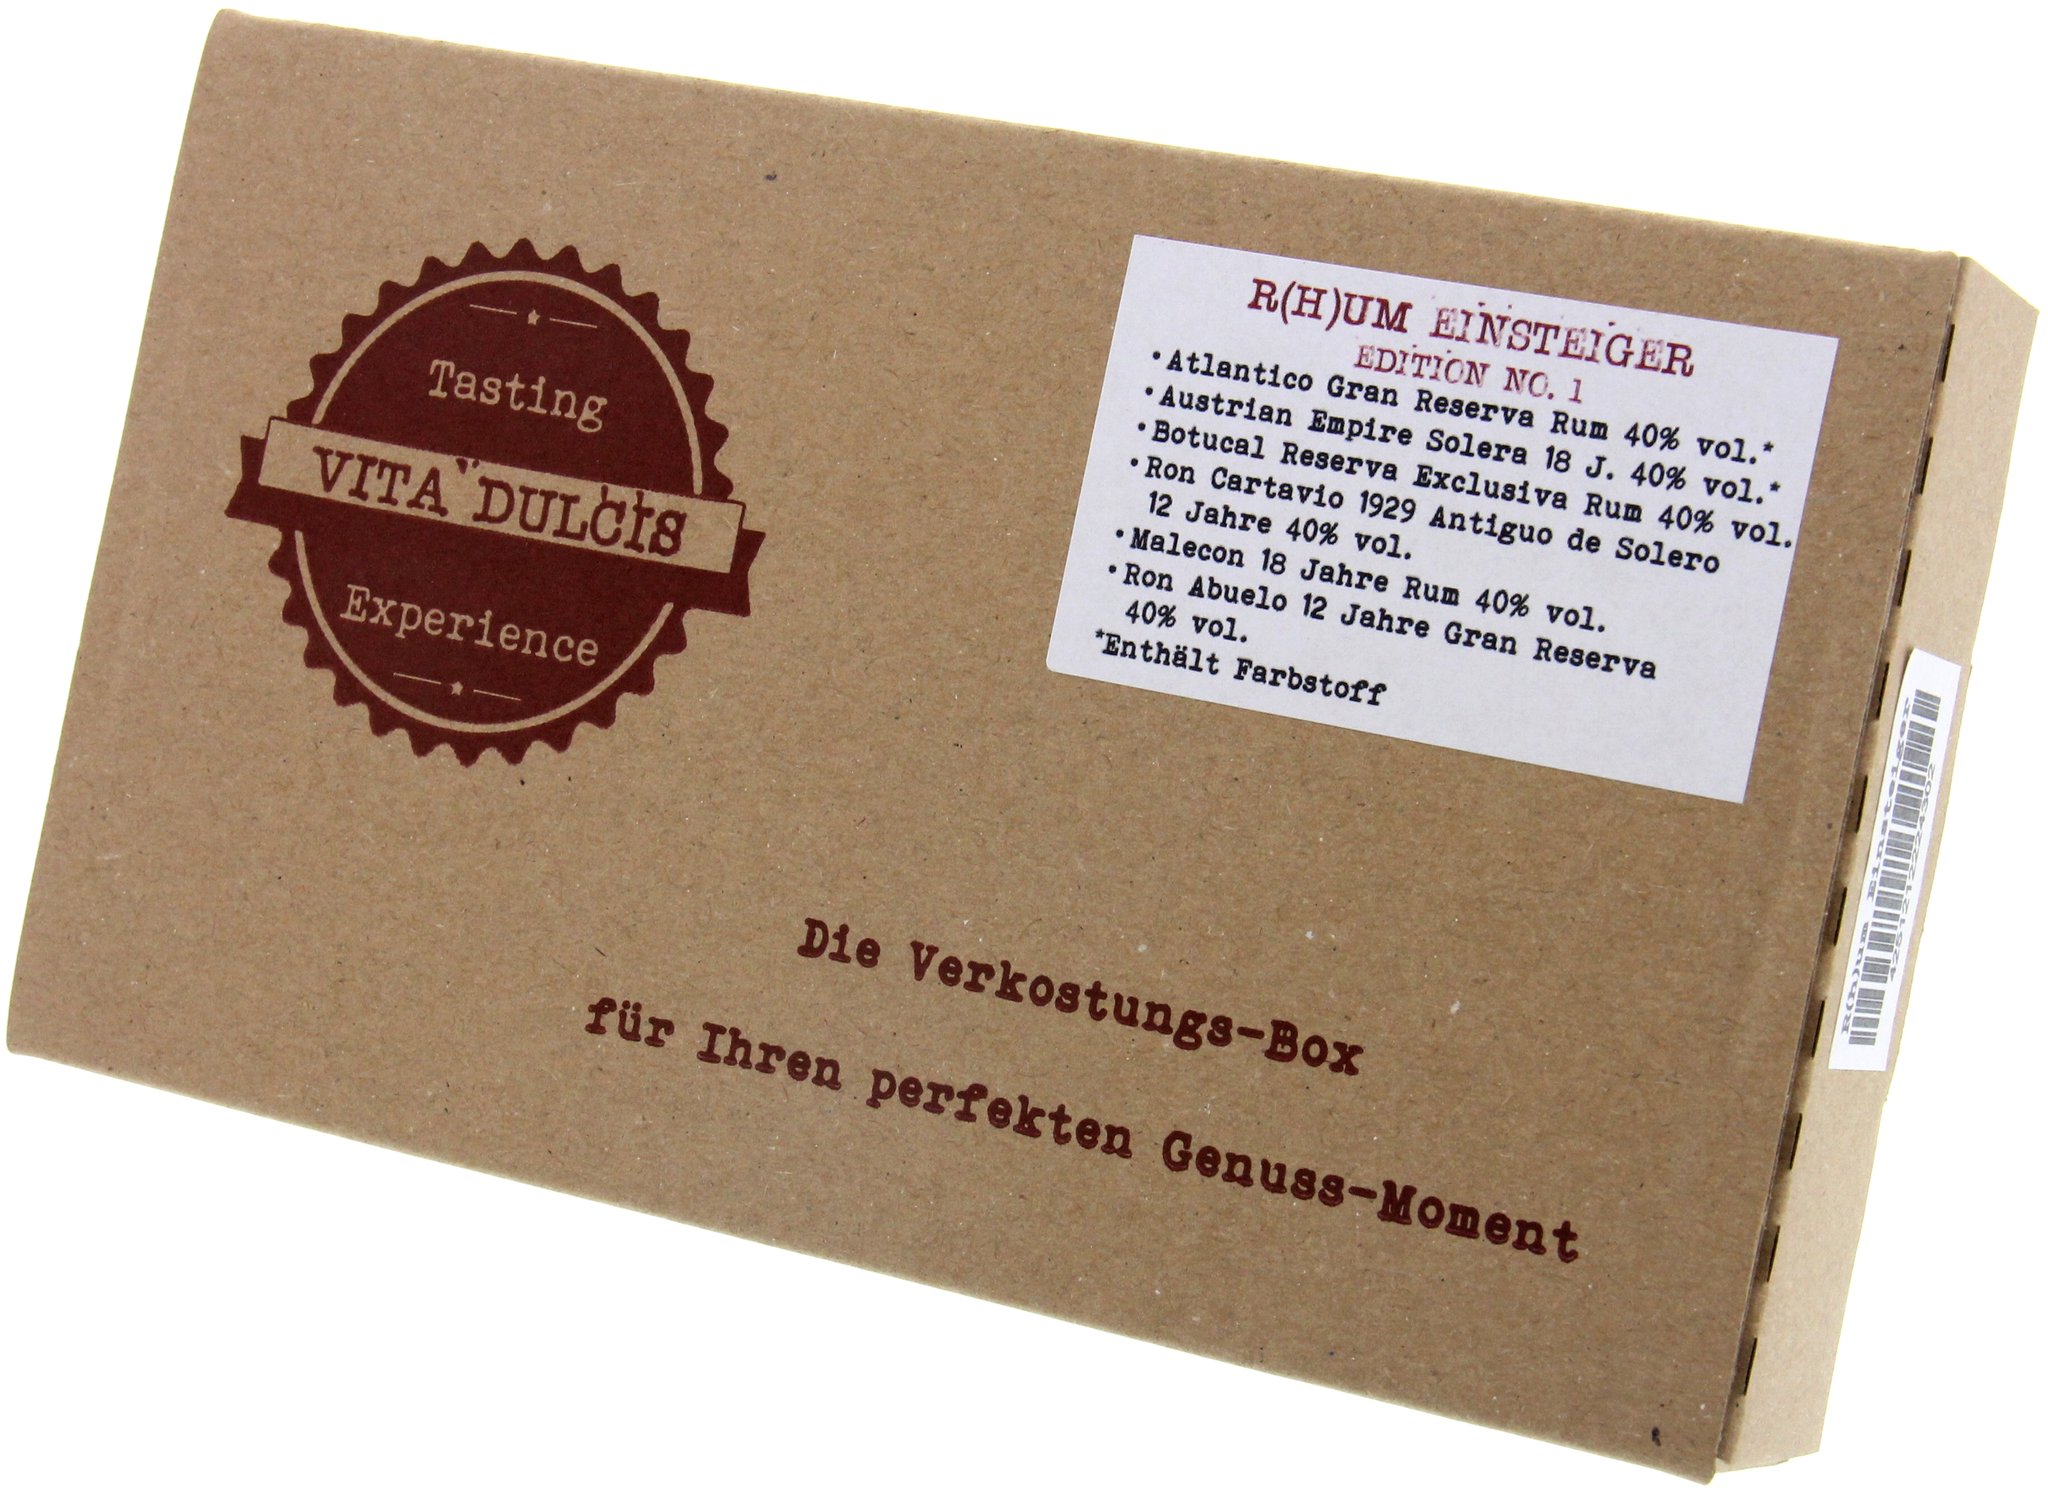 Tasting
VITA DULCIS
Experience
R(H)UM EINSTEIGER
EDITION NO. 1
•Atlantico Gran Reserva Rum 40% vol.*
•Austrian Empire Solera 18 J. 40% vol.*
•Botucal Reserva Exclusiva Rum 40% vol.
•Ron Cartavio 1929 Antiguo de Solero
12 Jahre 40% vol.
•Malecon 18 Jahre Rum 40% vol.
•Ron Abuelo 12 Jahre Gran Reserva
40% vol.
*Enthält Farbstoff
Die Verkostungs-Box
für Ihren perfekten Genuss-Moment
R(h)um Einsteiger